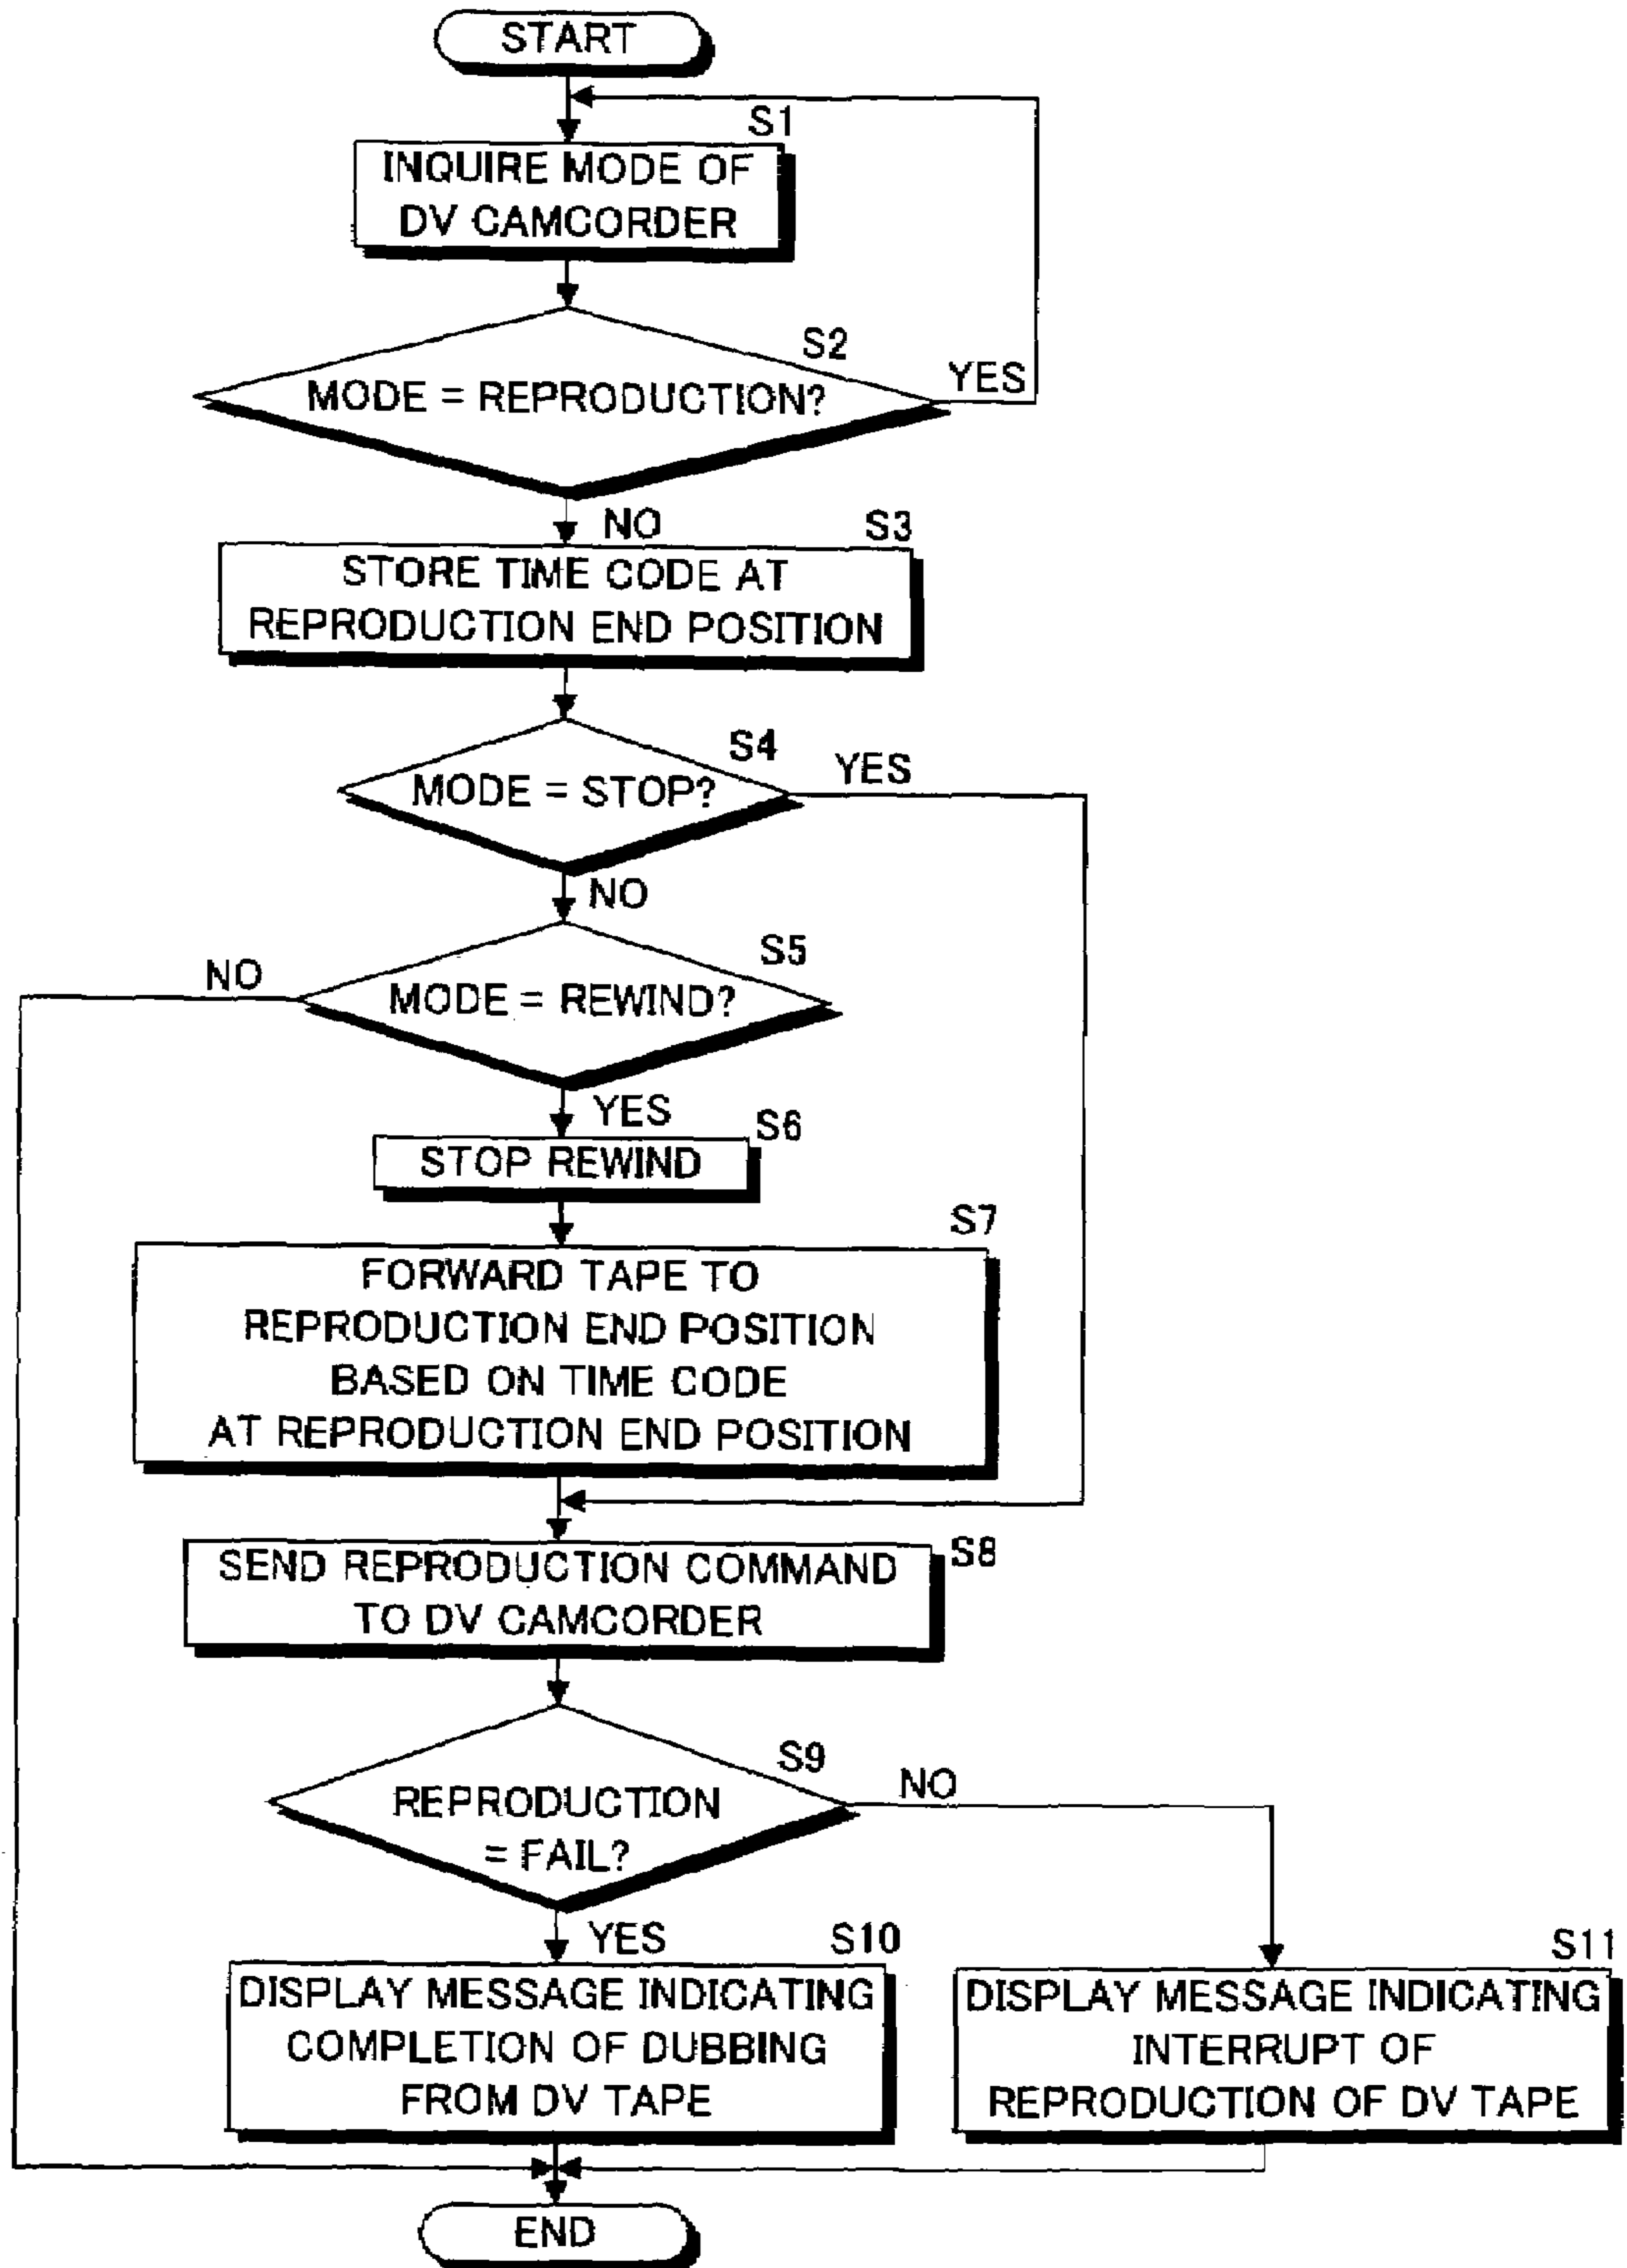 START
S1
INQUIRE MODE OF
DV CAMCORDER
S2
MODE = REPRODUCTION?
YES
NO
S3
STORE TIME CODE AT
REPRODUCTION END POSITION
S4
MODE = STOP?
YES
NO
S5
MODE = REWIND?
NO
YES
S6
STOP REWIND
S7
FORWARD TAPE TO
REPRODUCTION END POSITION
BASED ON TIME CODE
AT REPRODUCTION END POSITION
S8
SEND REPRODUCTION COMMAND
TO DV CAMCORDER
S9
REPRODUCTION
= FAIL?
NO
YES
S10
DISPLAY MESSAGE INDICATING
COMPLETION OF DUBBING
FROM DV TAPE
S11
DISPLAY MESSAGE INDICATING
INTERRUPT OF
REPRODUCTION OF DV TAPE
END